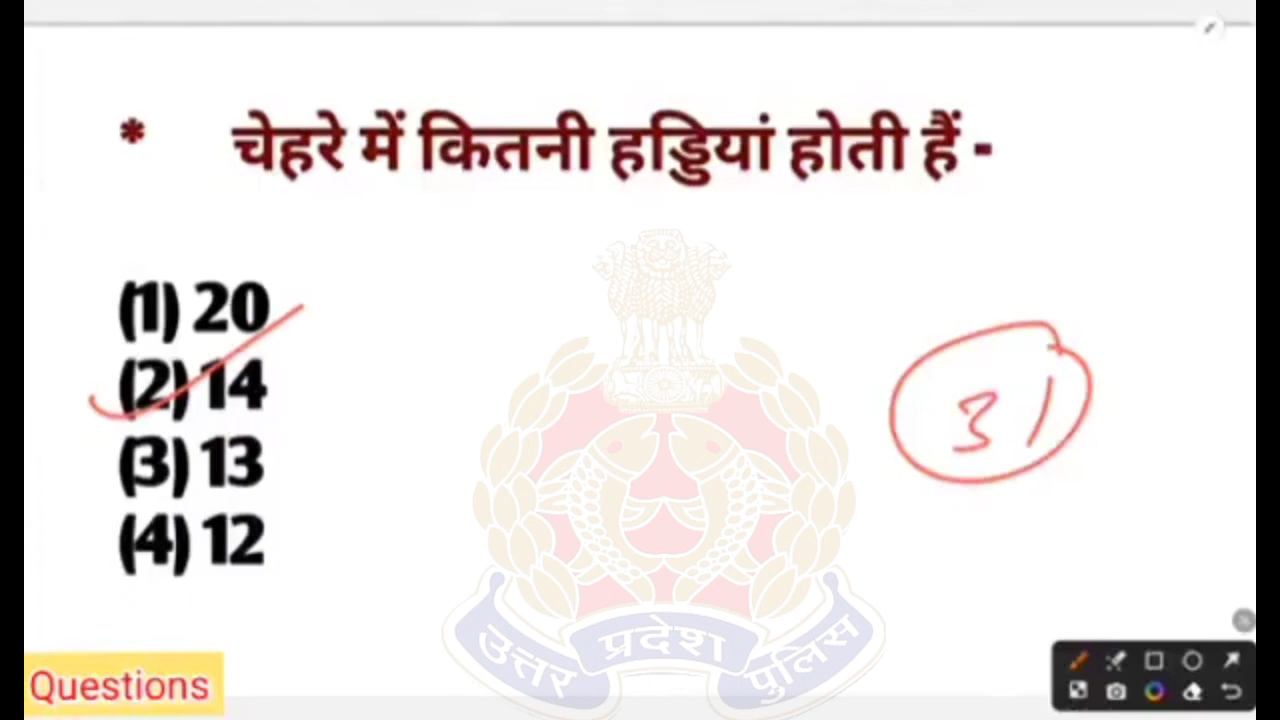 * चेहरे में कितनी हड्डियां होती हैं -
(1) 20
(2) 14
(3) 13
(4) 12
31
उत्तर प्रदेश पुलिस
Questions